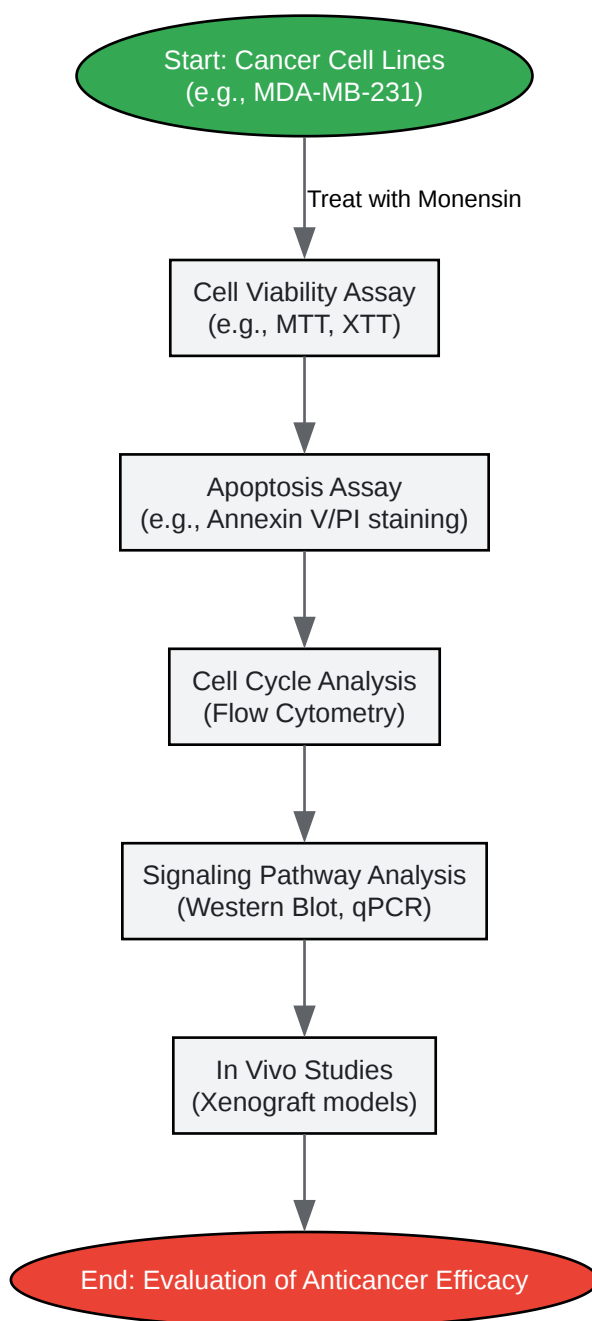 Start: Cancer Cell Lines
(e.g., MDA-MB-231)
Treat with Monensin
Cell Viability Assay
(e.g., MTT, XTT)
Apoptosis Assay
(e.g., Annexin V/PI staining)
Cell Cycle Analysis
(Flow Cytometry)
Signaling Pathway Analysis
(Western Blot, qPCR)
In Vivo Studies
(Xenograft models)
End: Evaluation of Anticancer Efficacy